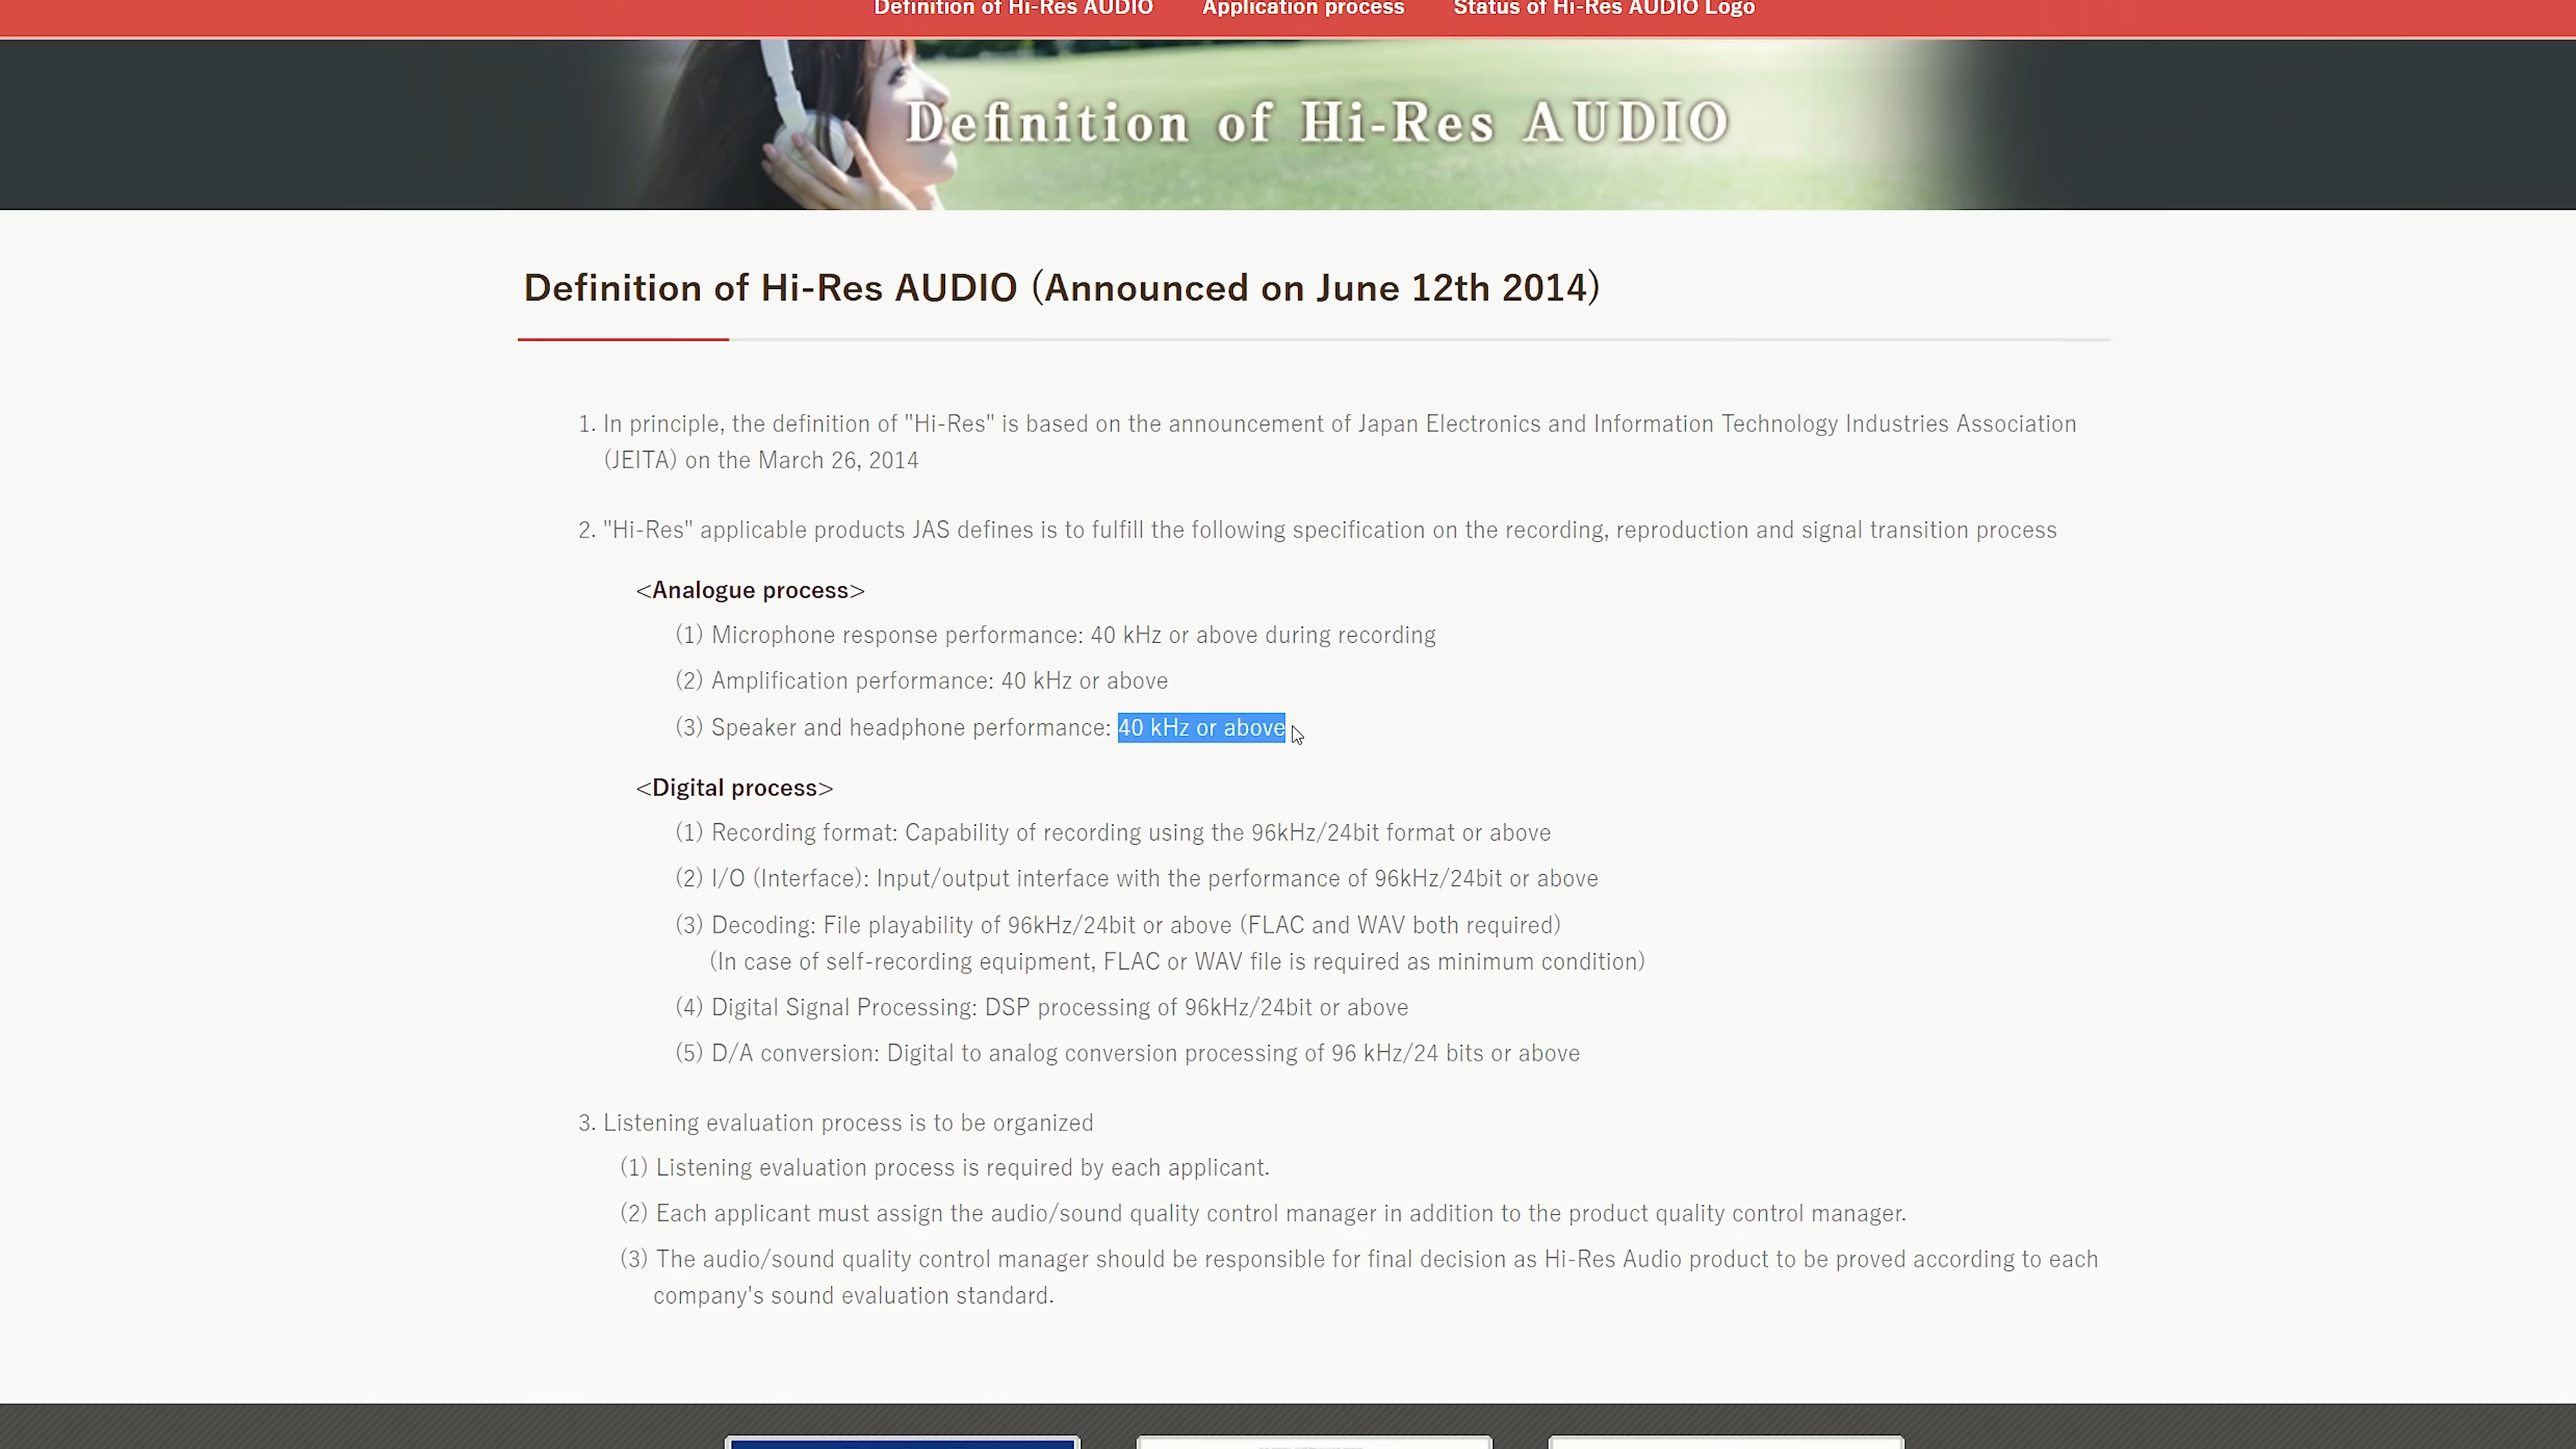 Definition of Hi-Res AUDIO Application process Status of Hi-Res AUDIO Logo
Definition of Hi-Res AUDIO
Definition of Hi-Res AUDIO (Announced on June 12th 2014)
1. In principle, the definition of "Hi-Res" is based on the announcement of Japan Electronics and Information Technology Industries Association
(JEITA) on the March 26, 2014
2. "Hi-Res" applicable products JAS defines is to fulfill the following specification on the recording, reproduction and signal transition process
<Analogue process>
(1) Microphone response performance: 40 kHz or above during recording
(2) Amplification performance: 40 kHz or above
(3) Speaker and headphone performance: 40 kHz or above
<Digital process>
(1) Recording format: Capability of recording using the 96kHz/24bit format or above
(2) I/O (Interface): Input/output interface with the performance of 96kHz/24bit or above
(3) Decoding: File playability of 96kHz/24bit or above (FLAC and WAV both required)
(In case of self-recording equipment, FLAC or WAV file is required as minimum condition)
(4) Digital Signal Processing: DSP processing of 96kHz/24bit or above
(5) D/A conversion: Digital to analog conversion processing of 96 kHz/24 bits or above
3. Listening evaluation process is to be organized
(1) Listening evaluation process is required by each applicant.
(2) Each applicant must assign the audio/sound quality control manager in addition to the product quality control manager.
(3) The audio/sound quality control manager should be responsible for final decision as Hi-Res Audio product to be proved according to each
company's sound evaluation standard.